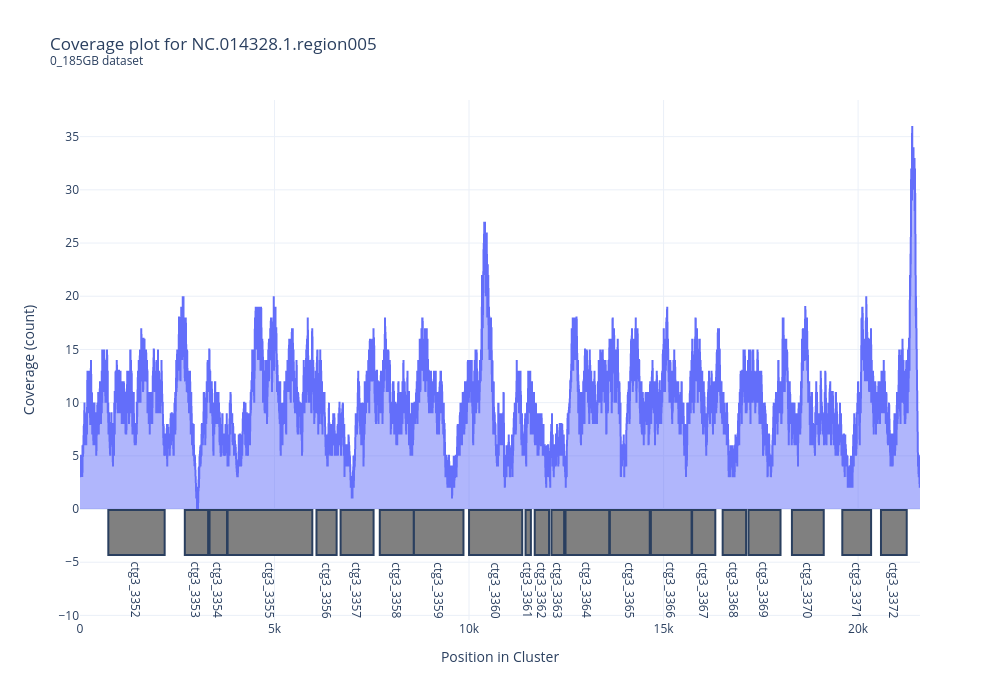 Coverage plot for NC.014328.1.region005
0_185GB dataset
35
30
25
20
15
10
5
0
−5
−10
Coverage (count)
ctg3_3352
ctg3_3353
ctg3_3354
ctg3_3355
ctg3_3356
ctg3_3357
ctg3_3358
ctg3_3359
ctg3_3360
ctg3_3361
ctg3_3362
ctg3_3363
ctg3_3364
ctg3_3365
ctg3_3366
ctg3_3367
ctg3_3368
ctg3_3369
ctg3_3370
ctg3_3371
ctg3_3372
0
5k
10k
15k
20k
Position in Cluster